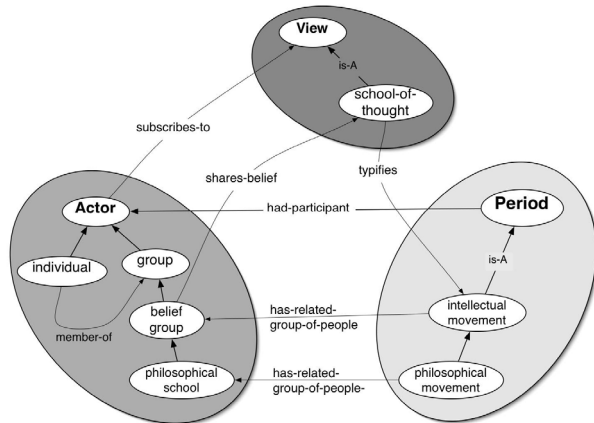 View
is-A
school-of-
thought
subscribes-to
shares-belief
typifies
Actor
had-participant
Period
individual
group
is-A
belief
group
has-related-
group-of-people
intellectual
movement
member-of
philosophical
school
has-related-
group-of-people-
philosophical
movement